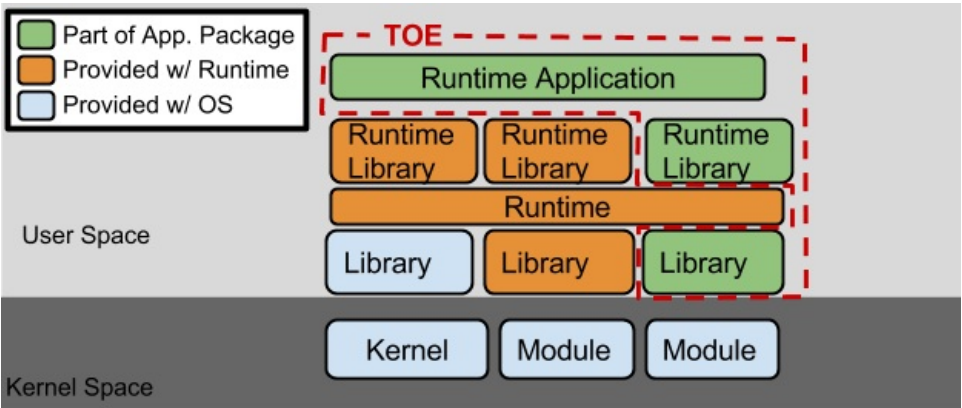 Part of App. Package
Provided w/ Runtime
Provided w/ OS
TOE
Runtime Application
Runtime
Library
Runtime
Library
Runtime
Library
Runtime
User Space
Library
Library
Library
Kernel
Module
Module
Kernel Space